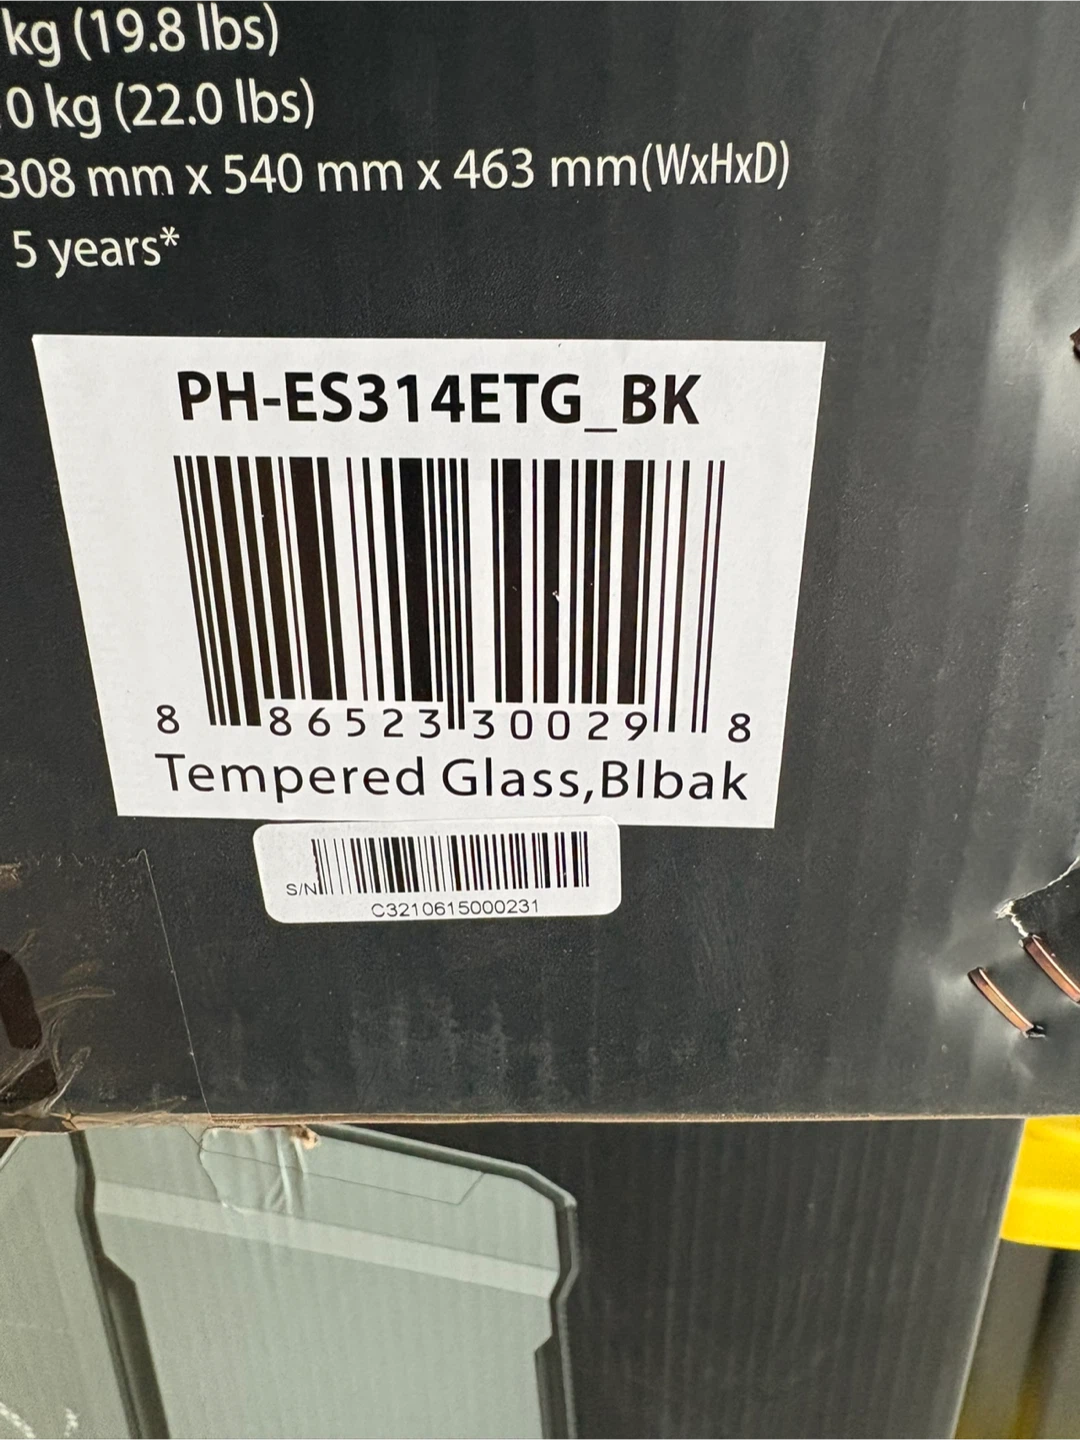 kg (19.8 lbs)
0 kg (22.0 lbs)
308 mm x 540 mm x 463 mm(WxHxD)
5 years*
PH-ES314ETG_BK
8 86523 30029 8
Tempered Glass,Blbak
S/N
C3210615000231